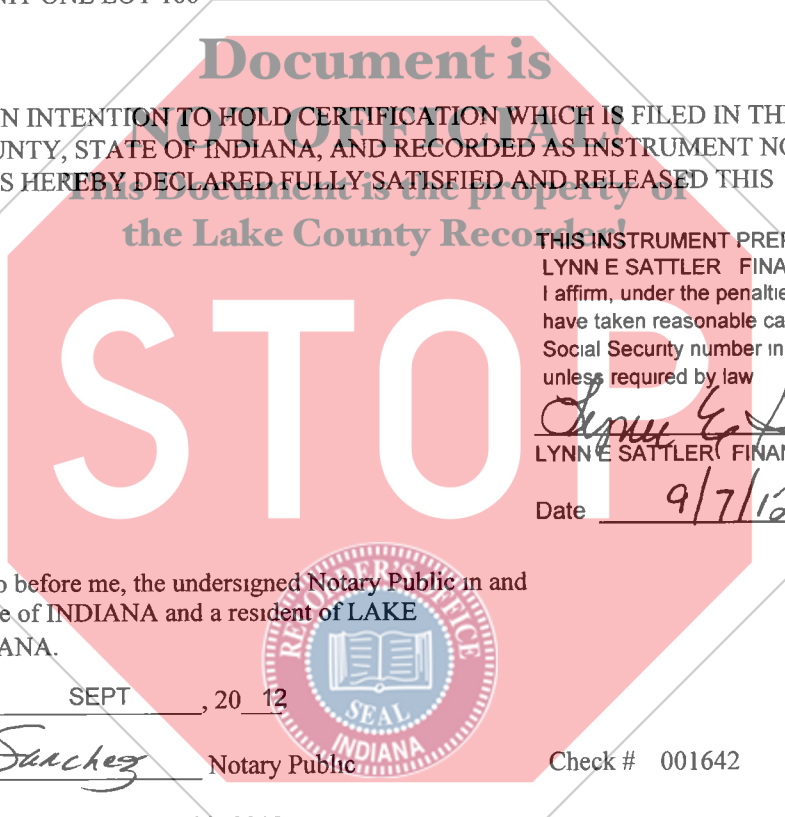 Document is
N INTENTION TO HOLD CERTIFICATION WHICH IS FILED IN TH
NOT OFFICIAL!
UNTY, STATE OF INDIANA, AND RECORDED AS INSTRUMENT NO
S HEREBY DECLARED FULLY SATISFIED AND RELEASED THIS
This Document is the property of
the Lake County Recorder!
THIS INSTRUMENT PREP
LYNN E SATTLER FINA
I affirm, under the penaltie
have taken reasonable ca
Social Security number in
unless required by law
STOP
Lynn E
LYNN E SATTLER FINAN
Date 9/7/12
o before me, the undersigned Notary Public in and
e of INDIANA and a resident of LAKE
ANA.
RECORDER'S OFFICE
SEAL
INDIANA
SEPT , 20 12
Sanchez Notary Public
Check # 001642